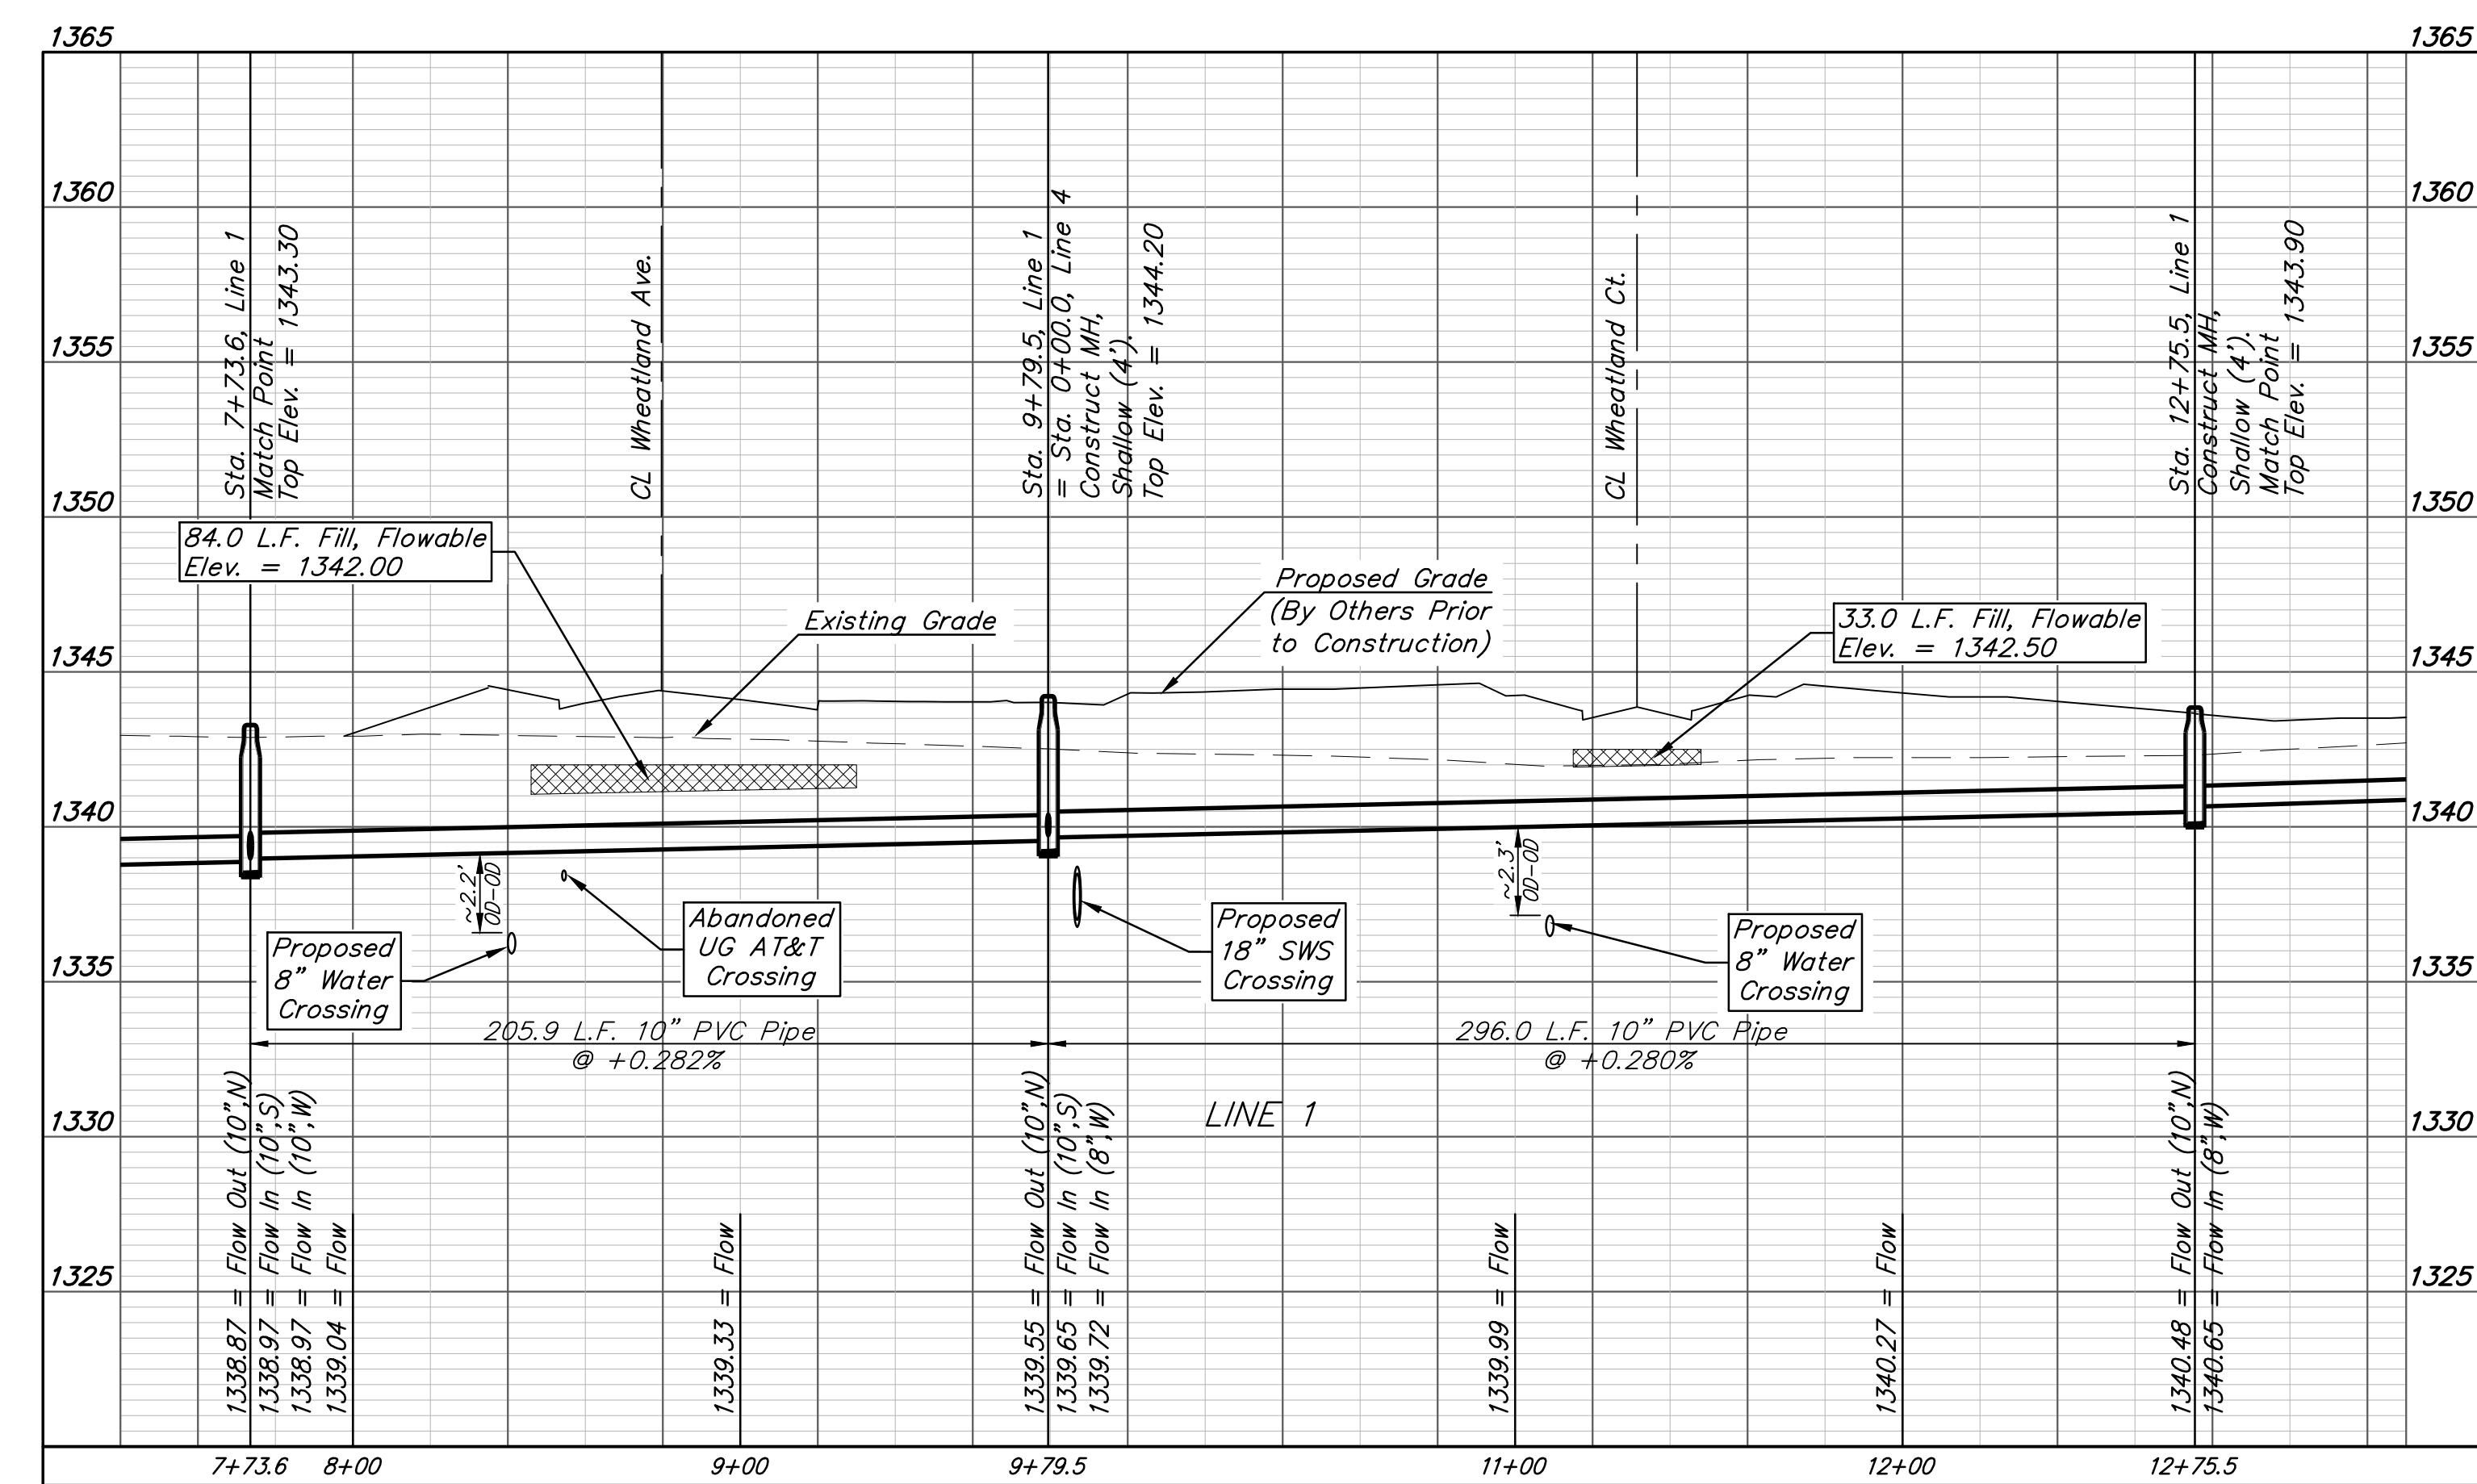 1365
1365
1360
1360
1355
1355
1350
1350
1345
1345
1340
1340
1335
1335
1330
1330
1325
1325
Sta. 7+73.6, Line 1
Match Point
Top Elev. = 1343.30
CL Wheatland Ave.
Sta. 9+79.5, Line 1
= Sta. 0+00.0, Line 4
Construct MH,
Shallow (4').
Top Elev. = 1344.20
CL Wheatland Ct.
Sta. 12+75.5, Line 1
Construct MH,
Shallow (4').
Match Point
Top Elev. = 1343.90
84.0 L.F. Fill, Flowable
Elev. = 1342.00
Existing Grade
Proposed Grade
(By Others Prior
to Construction)
33.0 L.F. Fill, Flowable
Elev. = 1342.50
~2.2'
OD-OD
~2.3'
OD-OD
Proposed
8" Water
Crossing
Abandoned
UG AT&T
Crossing
Proposed
18" SWS
Crossing
Proposed
8" Water
Crossing
205.9 L.F. 10" PVC Pipe
@ +0.282%
296.0 L.F. 10" PVC Pipe
@ +0.280%
LINE 1
1338.87 = Flow Out (10",N)
1338.97 = Flow In (10",S)
1338.97 = Flow In (10",W)
1339.04 = Flow
1339.33 = Flow
1339.55 = Flow Out (10",N)
1339.65 = Flow In (10",S)
1339.72 = Flow In (8",W)
1339.99 = Flow
1340.27 = Flow
1340.48 = Flow Out (10",N)
1340.65 = Flow In (8",W)
7+73.6
8+00
9+00
9+79.5
11+00
12+00
12+75.5